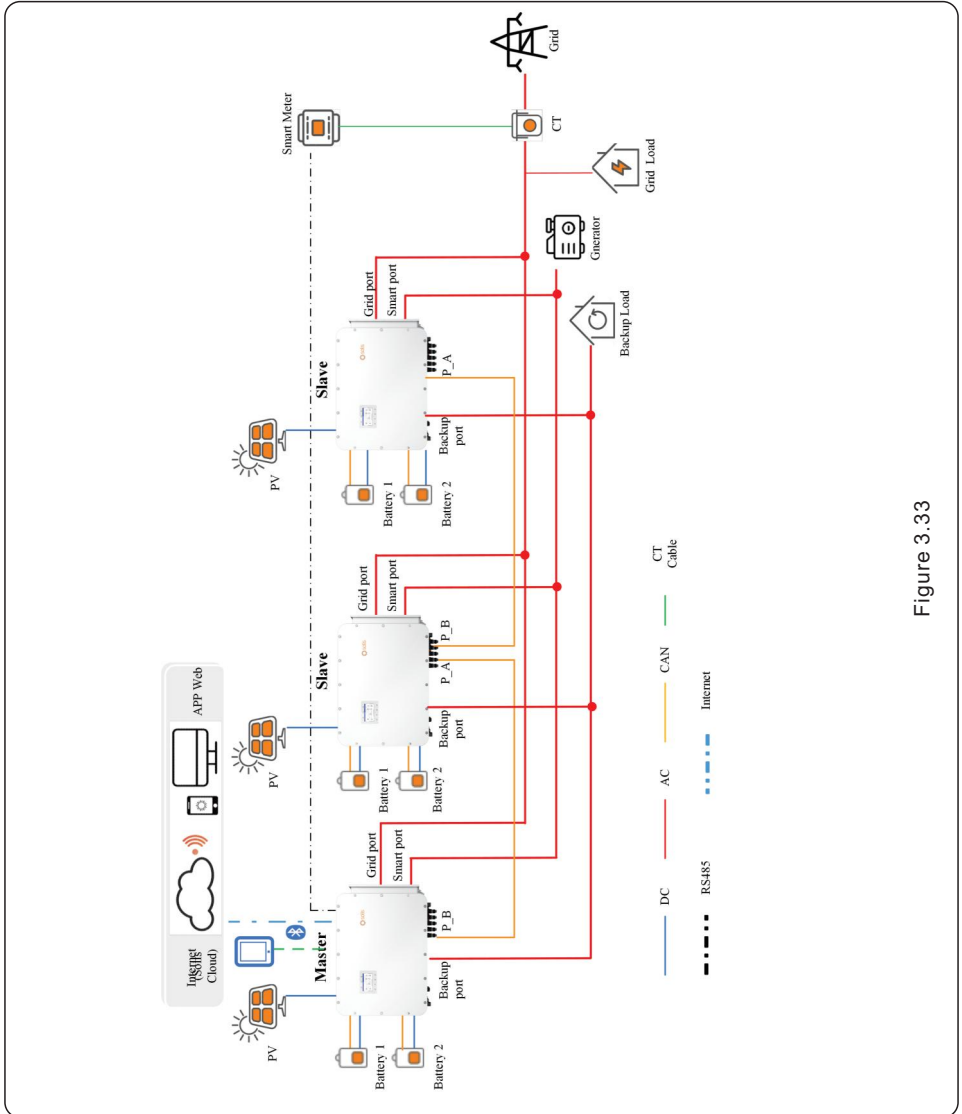 Internet
(Solis
Cloud)
APP Web
PV
Master
Battery 1
Battery 2
Backup
port
P_B
Grid port
Smart port
PV
Slave
Battery 1
Battery 2
Backup
port
P_A
P_B
Grid port
Smart port
PV
Slave
Battery 1
Battery 2
Backup
port
P_A
Grid port
Smart port
Smart Meter
CT
Grid
Grid Load
Gnerator
Backup Load
DC
AC
CAN
CT
Cable
RS485
Internet
Figure 3.33